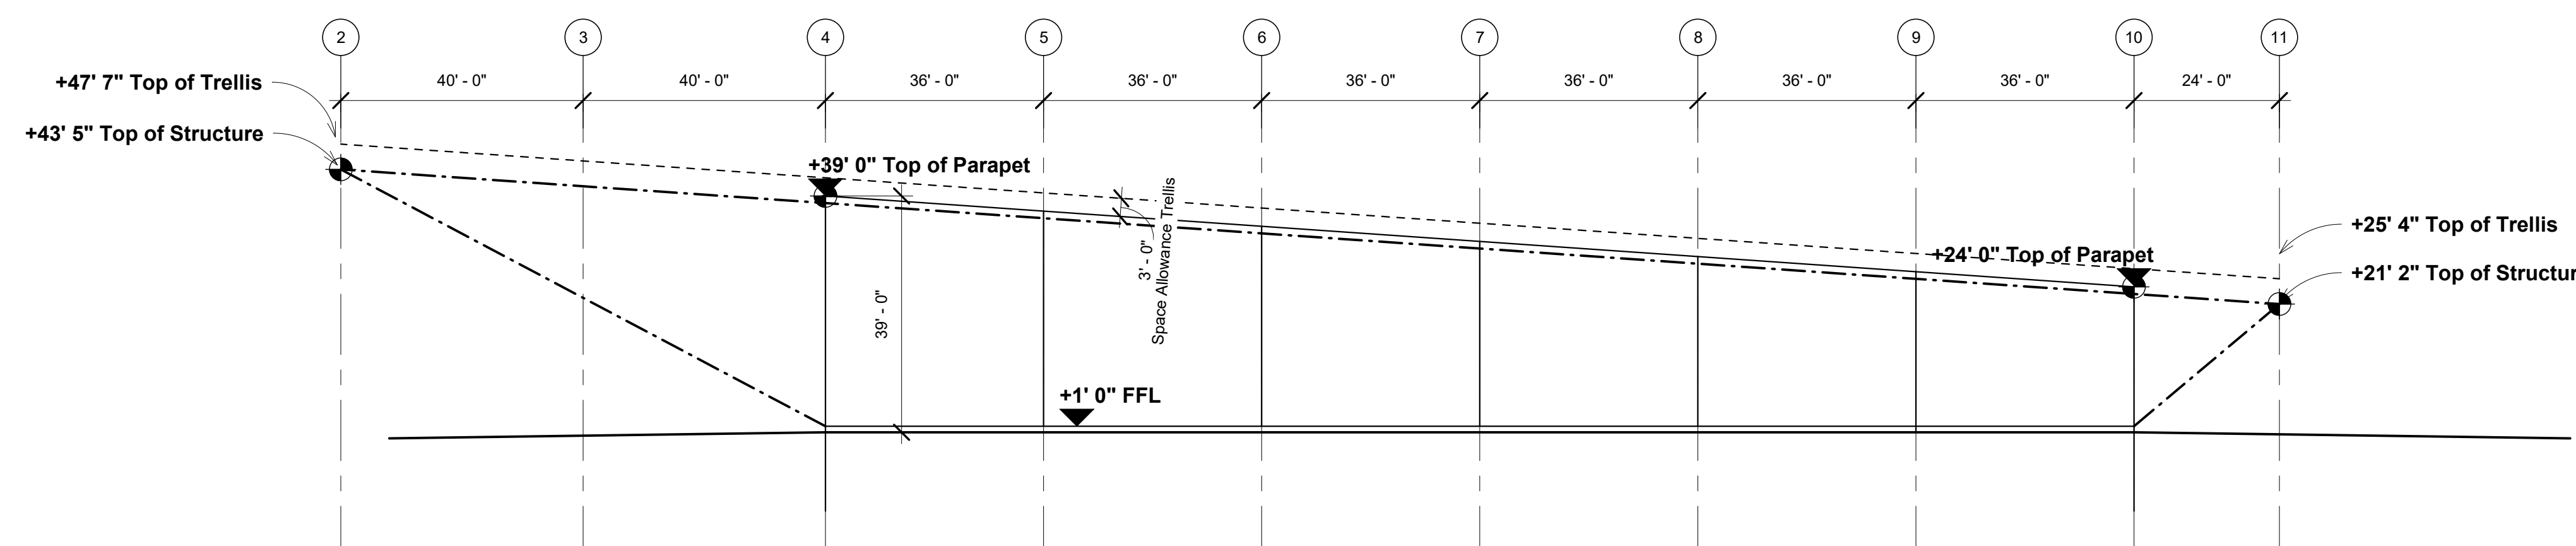 2
3
4
5
6
7
8
9
10
11
40' - 0"
40' - 0"
36' - 0"
36' - 0"
36' - 0"
36' - 0"
36' - 0"
36' - 0"
24' - 0"
+47' 7" Top of Trellis
+43' 5" Top of Structure
+39' 0" Top of Parapet
+25' 4" Top of Trellis
+24' 0" Top of Parapet
+21' 2" Top of Structur
3' - 0"
Space Allowance Trellis
39' - 0"
+1' 0" FFL